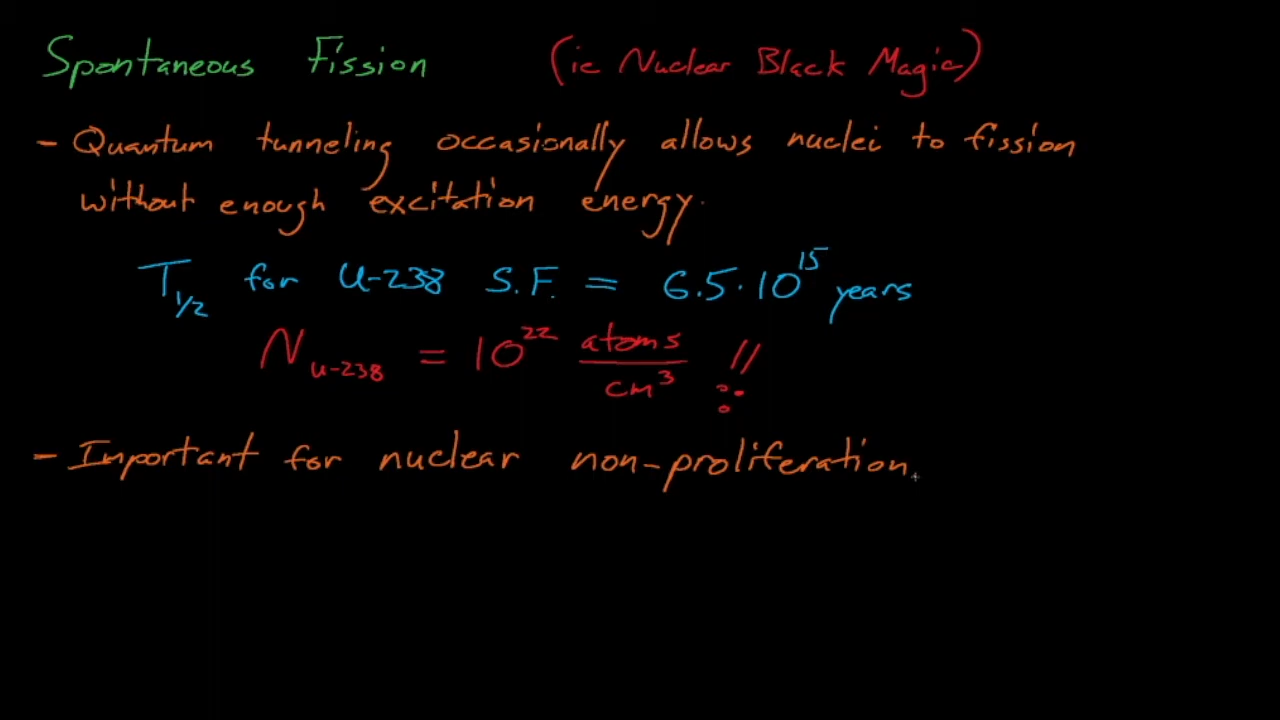 Spontaneous Fission (ie Nuclear Black Magic)
- Quantum tunneling occasionally allows nuclei to fission
without enough excitation energy.
T1/2 for U-238 S.F. = 6.5·10^15 years
N U-238 = 10^22 atoms/cm^3 !!
- Important for nuclear non-proliferation.